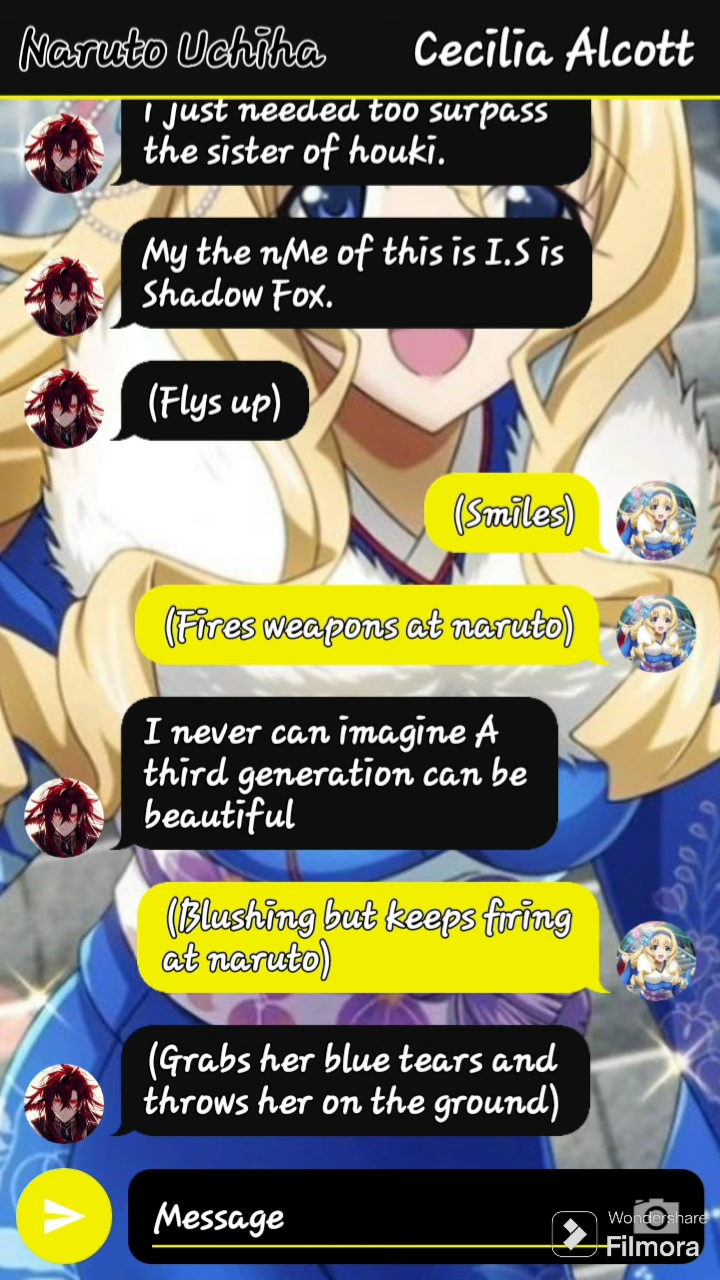 Naruto Uchiha
Cecilia Alcott
i just needed too surpass
the sister of houki.
My the nMe of this is I.S is
Shadow Fox.
(Flys up)
(Smiles)
(Fires weapons at naruto)
I never can imagine A
third generation can be
beautiful
(Blushing but keeps firing
at naruto)
(Grabs her blue tears and
throws her on the ground)
Message
Wondershare
Filmora